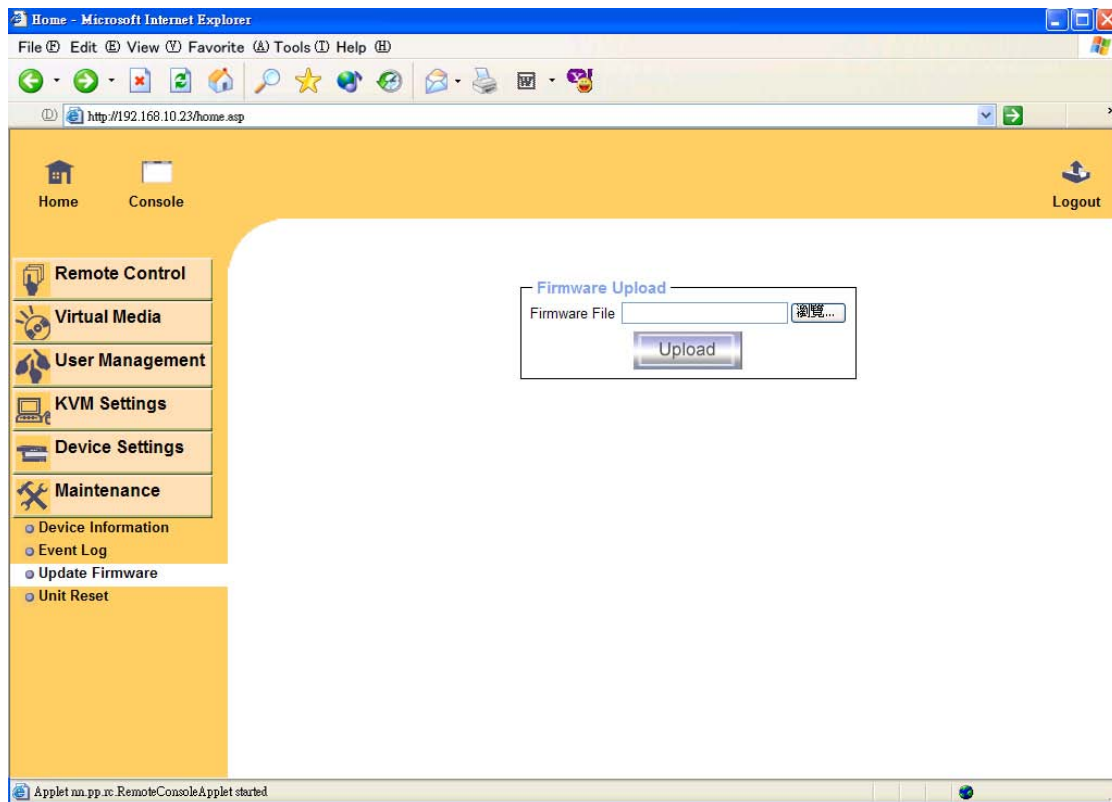 Home - Microsoft Internet Explorer
File (F) Edit (E) View (V) Favorite (A) Tools (T) Help (H)
(D) http://192.168.10.23/home.asp
Home
Console
Logout
Remote Control
Virtual Media
User Management
KVM Settings
Device Settings
Maintenance
Device Information
Event Log
Update Firmware
Unit Reset
Firmware Upload
Firmware File 瀏覽...
Upload
Applet nn.pp.rc.RemoteConsoleApplet started